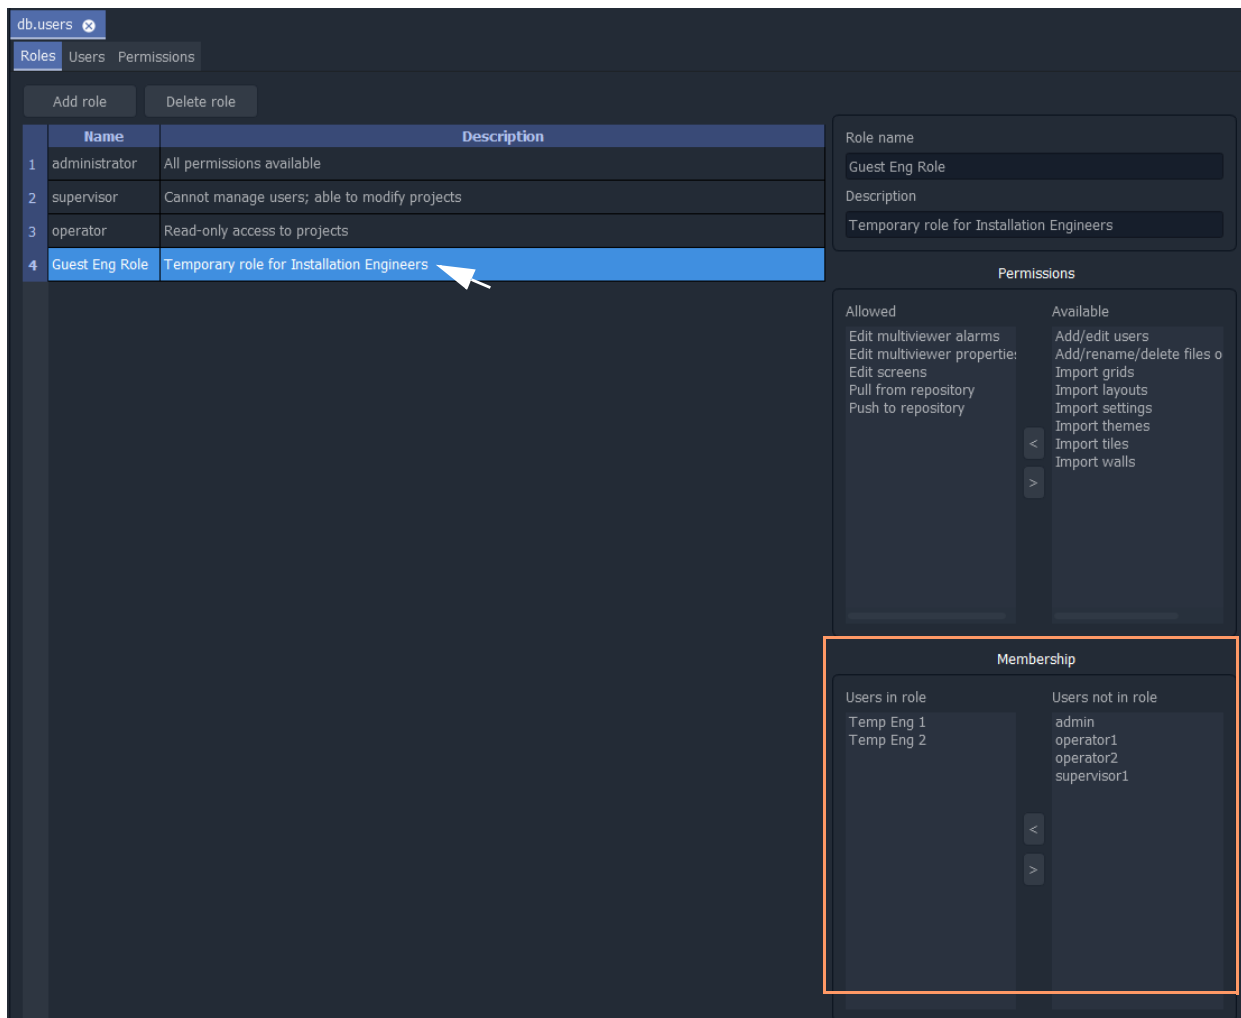 db.users
Roles Users Permissions
Add role Delete role
Name Description
1 administrator All permissions available
2 supervisor Cannot manage users; able to modify projects
3 operator Read-only access to projects
4 Guest Eng Role Temporary role for Installation Engineers
Role name
Guest Eng Role
Description
Temporary role for Installation Engineers
Permissions
Allowed
Edit multiviewer alarms
Edit multiviewer properties
Edit screens
Pull from repository
Push to repository
<
>
Available
Add/edit users
Add/rename/delete files o
Import grids
Import layouts
Import settings
Import themes
Import tiles
Import walls
Membership
Users in role
Temp Eng 1
Temp Eng 2
<
>
Users not in role
admin
operator1
operator2
supervisor1